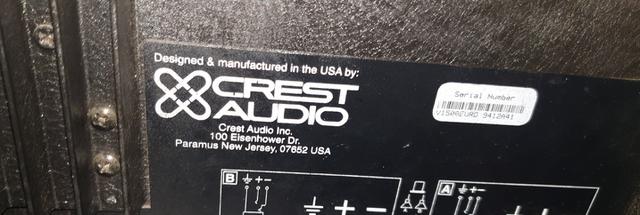 Designed & manufactured in the USA by:
CREST
AUDIO
Crest Audio Inc.
100 Eisenhower Dr.
Paramus New Jersey, 07652 USA
Serial Number
B
A